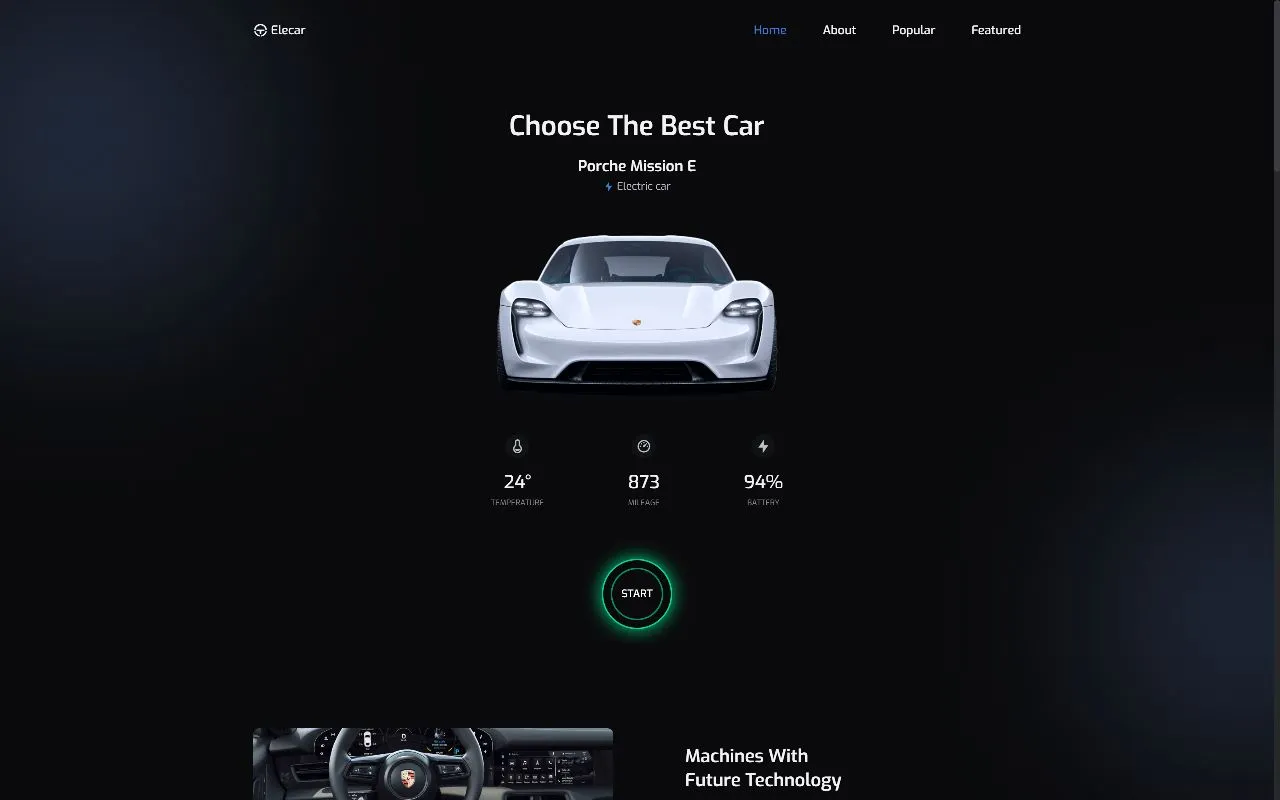 Elecar
Home About Popular Featured
Choose The Best Car
Porche Mission E
Electric car
24° 873 94%
TEMPERATURE MILEAGE BATTERY
START
Machines With
Future Technology